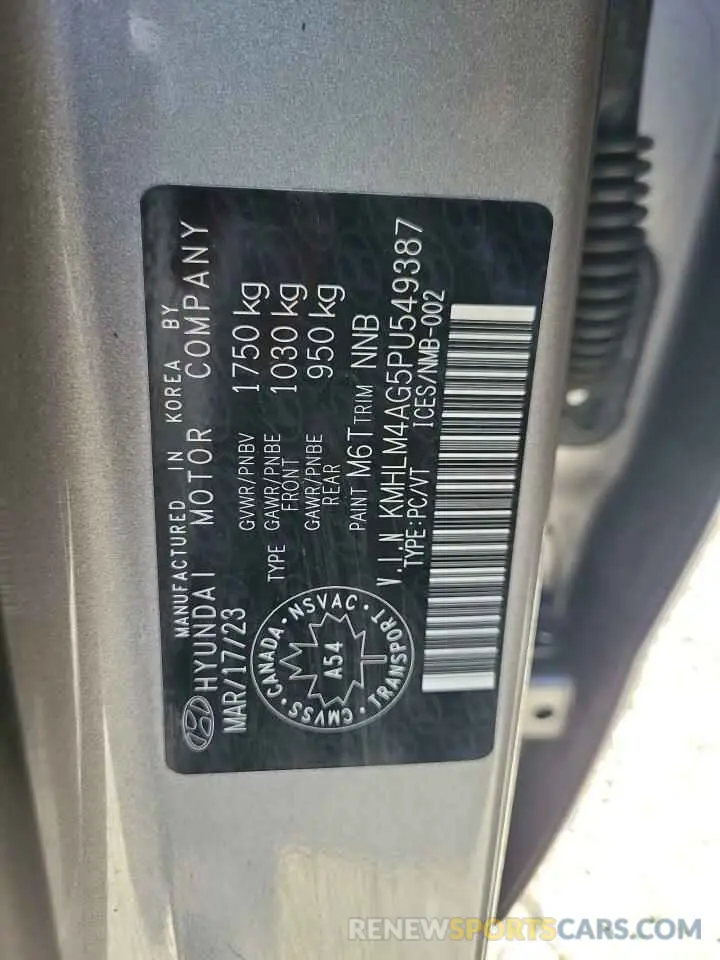 MANUFACTURED IN KOREA BY
HYUNDAI MOTOR COMPANY
MAR/17/23
GVWR/PNBV 1750 kg
TYPE GAWR/PNBE FRONT 1030 kg
GAWR/PNBE REAR 950 kg
PAINT M6T TRIM NNB
V.I.N KMHLM4AG5PU549387
TYPE:PC/VT ICES/NMB-002
CANADA · NSVAC · TRANSPORT · CMVSS
A54
RENEWSPORTSCARS.COM